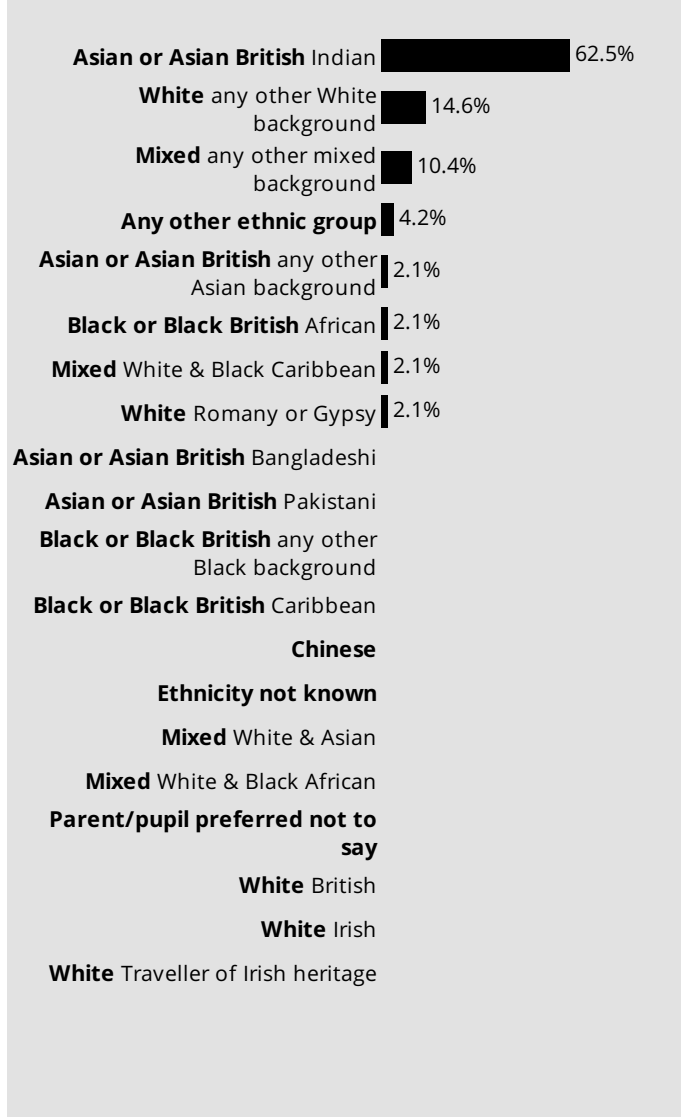 Asian or Asian British Indian 62.5%
White any other White
background 14.6%
Mixed any other mixed
background 10.4%
Any other ethnic group 4.2%
Asian or Asian British any other
Asian background 2.1%
Black or Black British African 2.1%
Mixed White & Black Caribbean 2.1%
White Romany or Gypsy 2.1%
Asian or Asian British Bangladeshi
Asian or Asian British Pakistani
Black or Black British any other
Black background
Black or Black British Caribbean
Chinese
Ethnicity not known
Mixed White & Asian
Mixed White & Black African
Parent/pupil preferred not to
say
White British
White Irish
White Traveller of Irish heritage